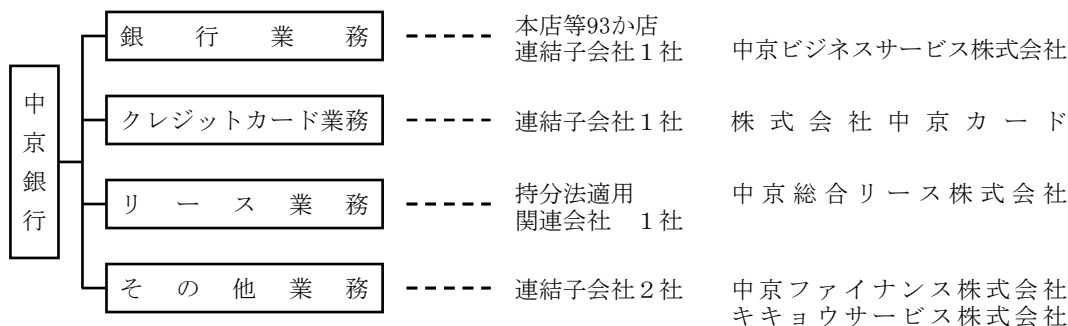 中京銀行
銀行業務
本店等93か店
連結子会社1社 中京ビジネスサービス株式会社
クレジットカード業務
連結子会社1社 株式会社中京カード
リース業務
持分法適用
関連会社 1社
中京総合リース株式会社
その他業務
連結子会社2社 中京ファイナンス株式会社
キキョウサービス株式会社